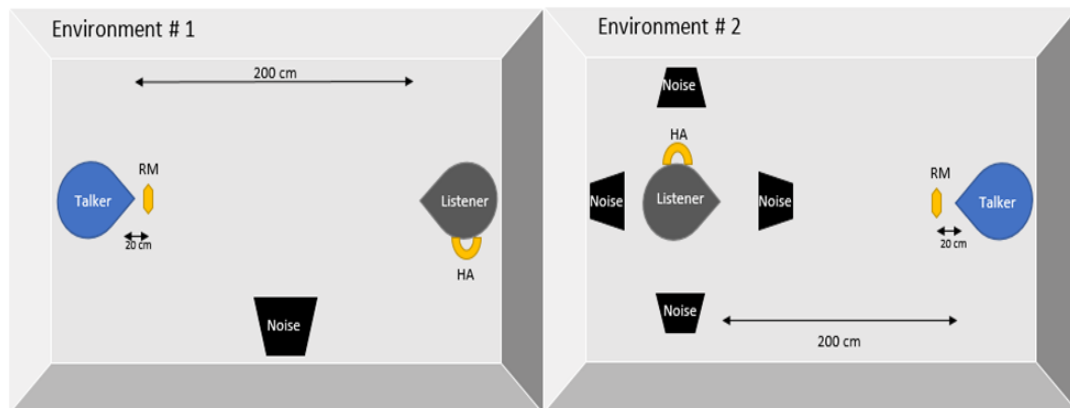 Environment # 1
200 cm
RM
Talker
20 cm
Listener
HA
Noise
Environment # 2
Noise
HA
RM
Noise
Listener
Noise
Talker
20 cm
Noise
200 cm